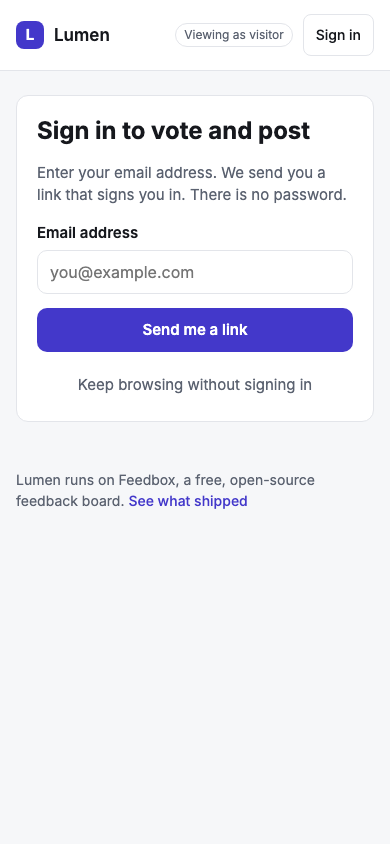 L
Lumen
Viewing as visitor
Sign in
Sign in to vote and post
Enter your email address. We send you a
link that signs you in. There is no password.
Email address
you@example.com
Send me a link
Keep browsing without signing in
Lumen runs on Feedbox, a free, open-source
feedback board. See what shipped